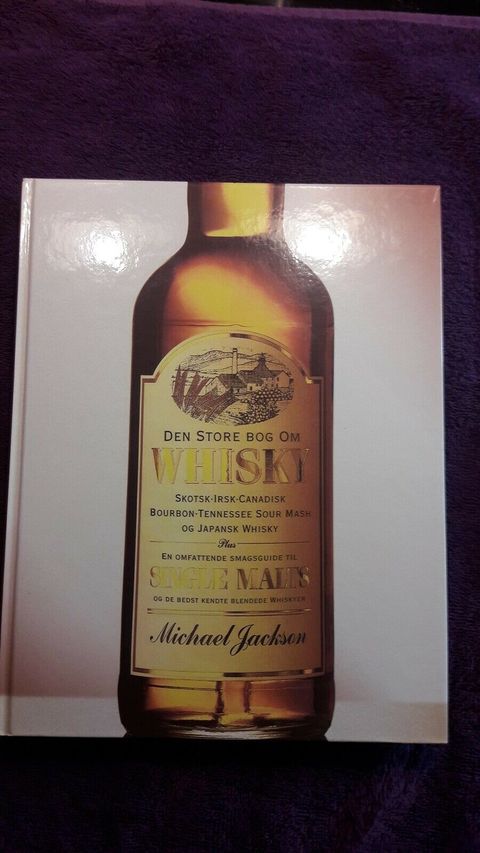 DEN STORE BOG OM
WHISKY
SKOTSK-IRSK-CANADISK
BOURBON-TENNESSEE SOUR MASH
OG JAPANSK WHISKY
Plus
EN OMFATTENDE SMAGSGUIDE TIL
SINGLE MALTS
OG DE BEDST KENDTE BLENDEDE WHISKYER
Michael Jackson